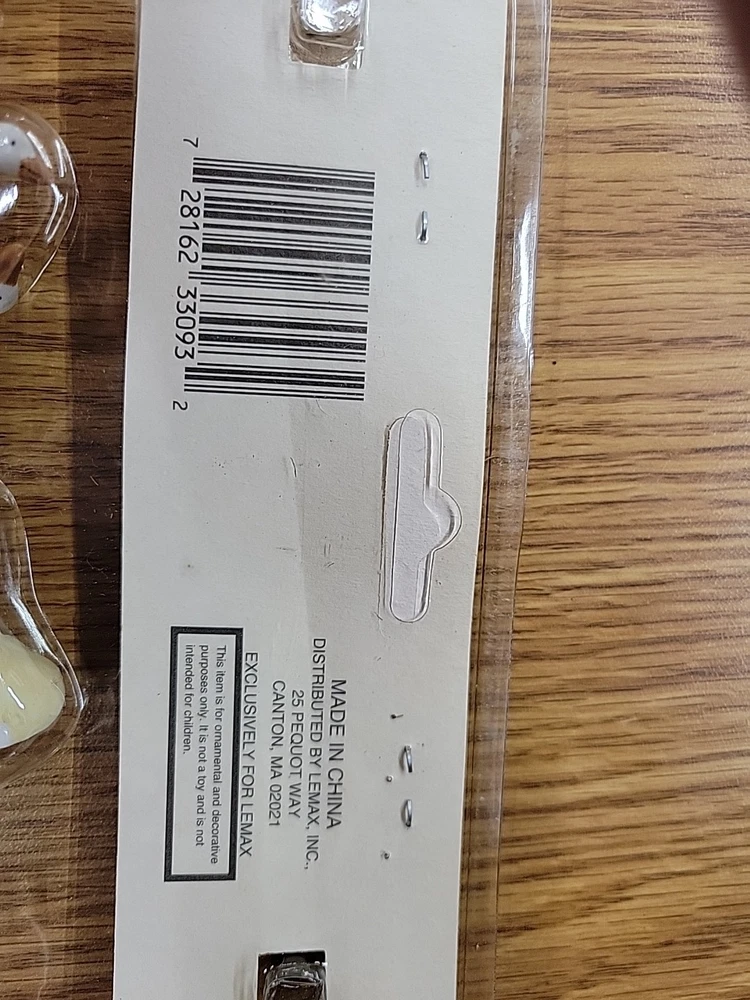 7 28162 33093 2
MADE IN CHINA
DISTRIBUTED BY LEMAX, INC.,
25 PEQUOT WAY
CANTON, MA 02021
EXCLUSIVELY FOR LEMAX
This item is for ornamental and decorative
purposes only. It is not a toy and is not
intended for children.